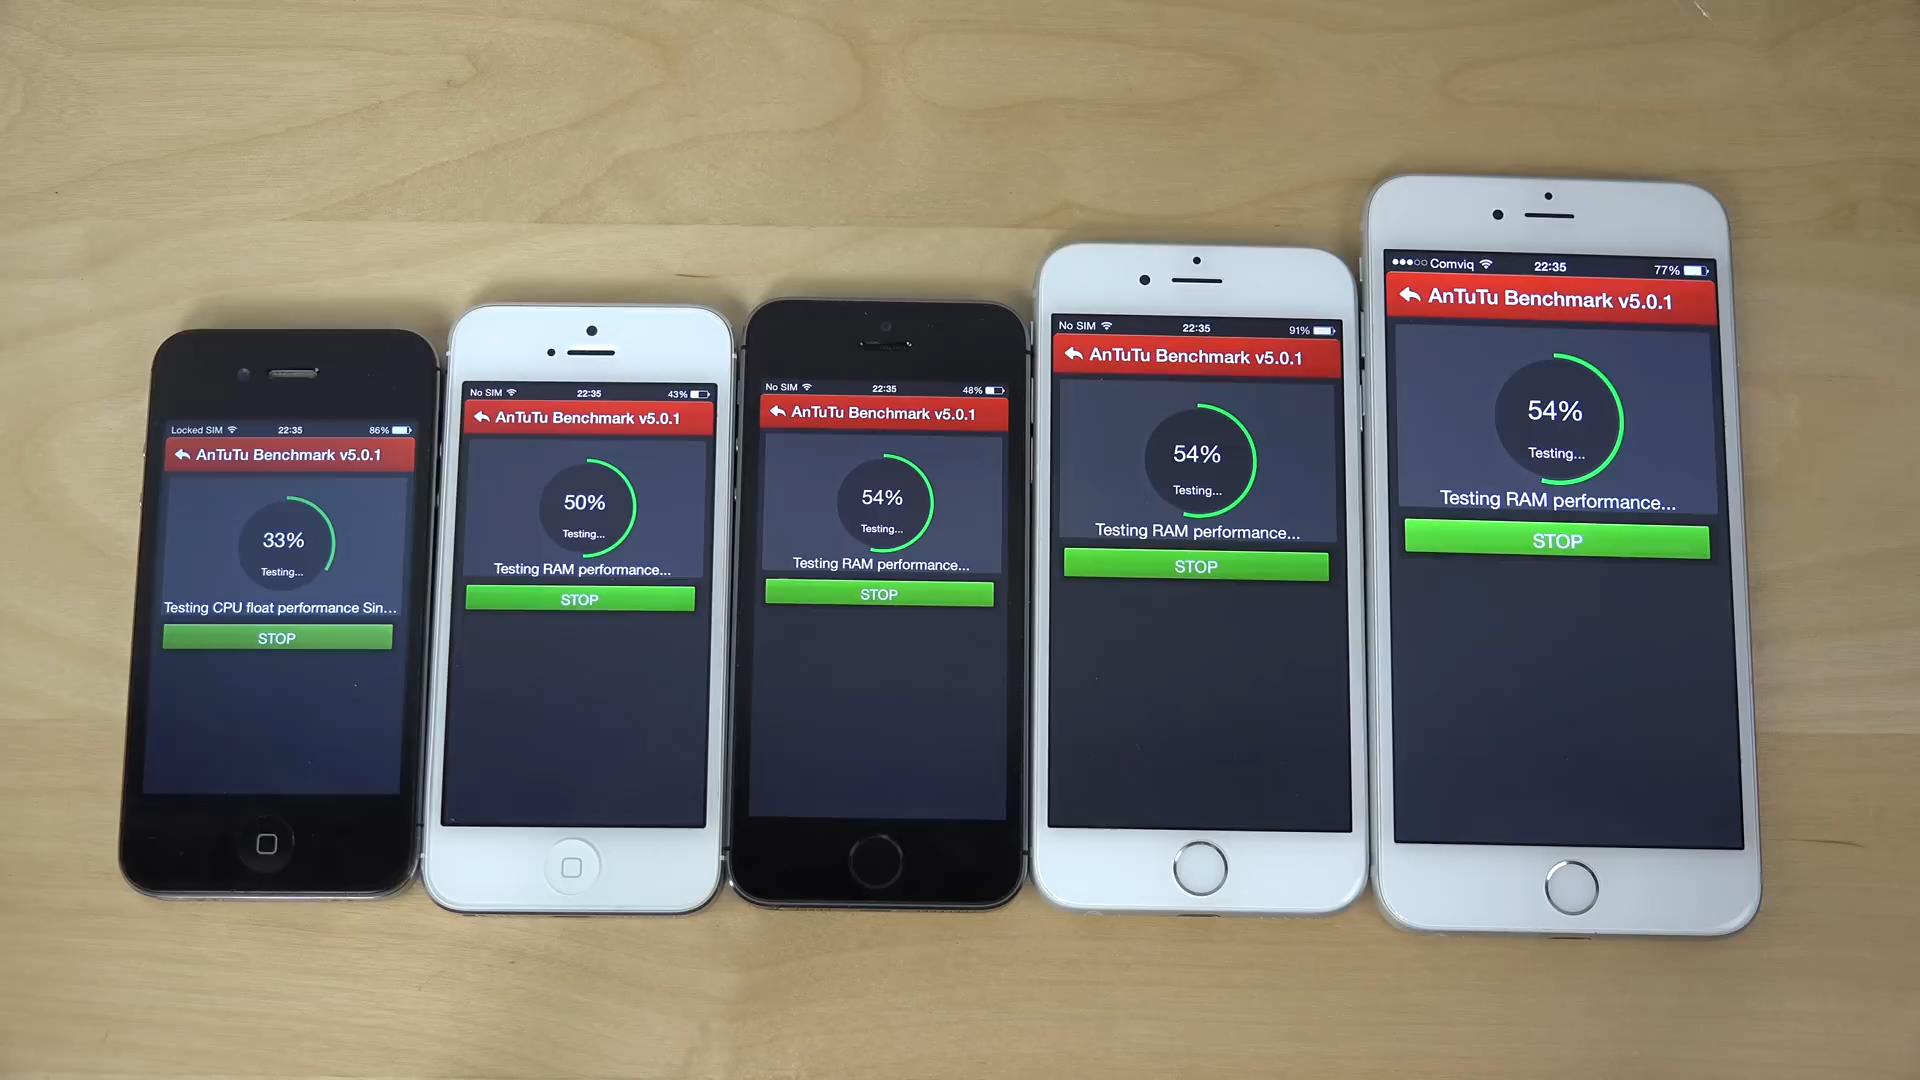 Locked SIM 22:35 86%
AnTuTu Benchmark v5.0.1
33%
Testing...
Testing CPU float performance Sin...
STOP
No SIM 22:35 43%
AnTuTu Benchmark v5.0.1
50%
Testing...
Testing RAM performance...
STOP
No SIM 22:35 48%
AnTuTu Benchmark v5.0.1
54%
Testing...
Testing RAM performance...
STOP
No SIM 22:35 91%
AnTuTu Benchmark v5.0.1
54%
Testing...
Testing RAM performance...
STOP
Comviq 22:35 77%
AnTuTu Benchmark v5.0.1
54%
Testing...
Testing RAM performance...
STOP